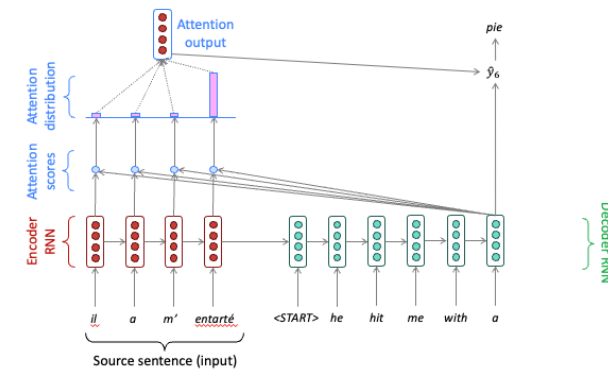 Attention
output
pie
Attention
distribution
ŷ₆
Attention
scores
Encoder
RNN
Decoder RNN
il a m’ entarté <START> he hit me with a
Source sentence (input)